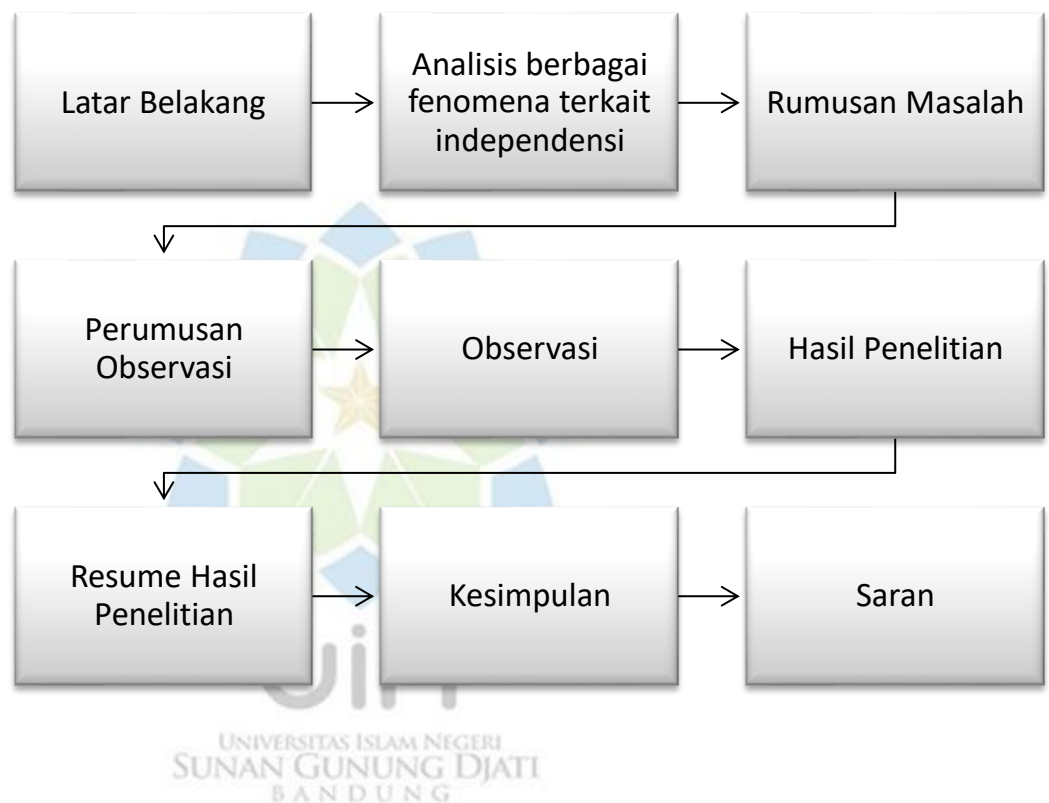 Latar Belakang
Analisis berbagai
fenomena terkait
independensi
Rumusan Masalah
Perumusan
Observasi
Observasi
Hasil Penelitian
Resume Hasil
Penelitian
Kesimpulan
Saran
uin
UNIVERSITAS ISLAM NEGERI
SUNAN GUNUNG DJATI
BANDUNG